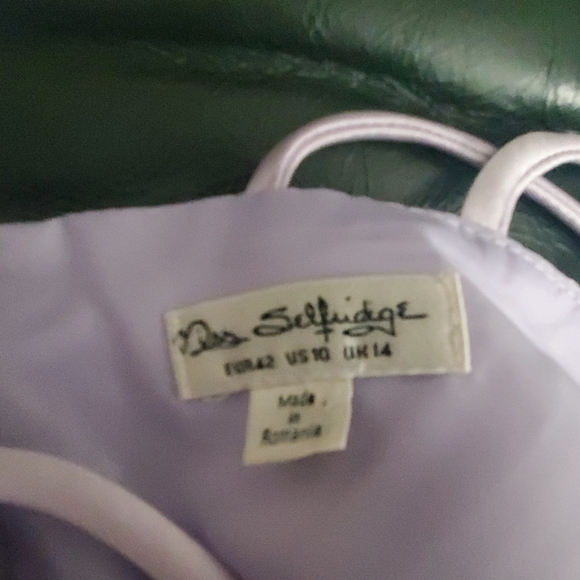 Miss Selfridge
EUR42 US10 UK14
Made
in
Romania